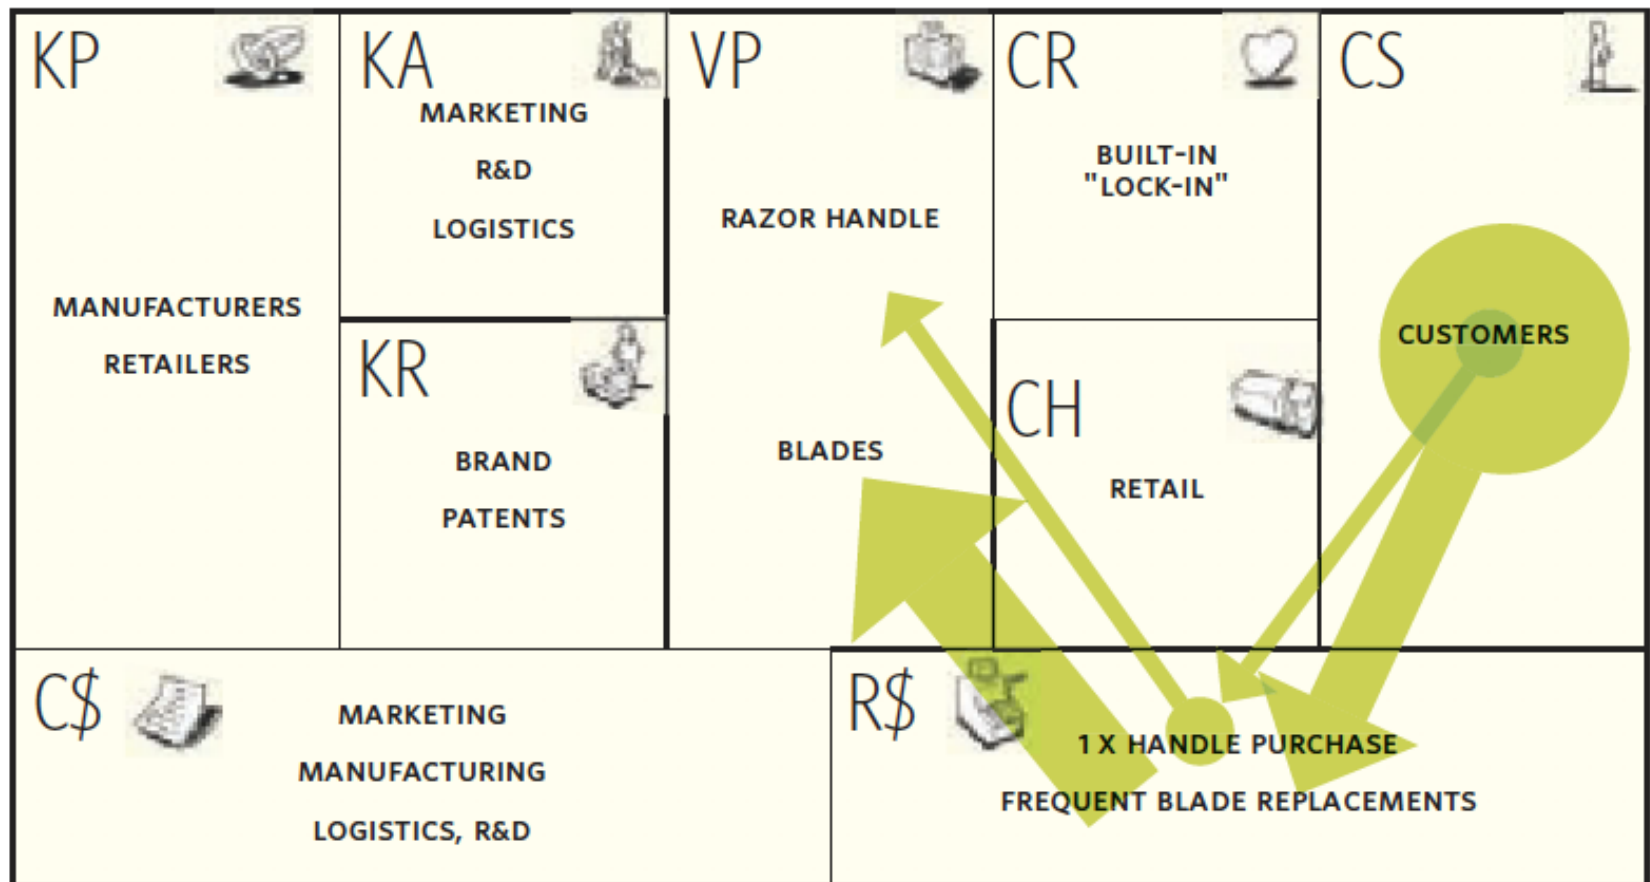 KP
MANUFACTURERS
RETAILERS
KA
MARKETING
R&D
LOGISTICS
KR
BRAND
PATENTS
VP
RAZOR HANDLE
BLADES
CR
BUILT-IN
"LOCK-IN"
CH
RETAIL
CS
CUSTOMERS
C$
MARKETING
MANUFACTURING
LOGISTICS, R&D
R$
1 X HANDLE PURCHASE
FREQUENT BLADE REPLACEMENTS